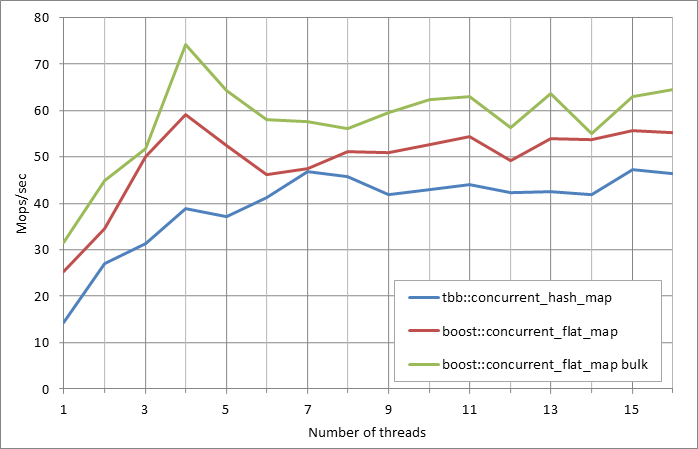 80
70
60
50
40
30
20
10
0
Mops/sec
tbb::concurrent_hash_map
boost::concurrent_flat_map
boost::concurrent_flat_map bulk
1 3 5 7 9 11 13 15
Number of threads